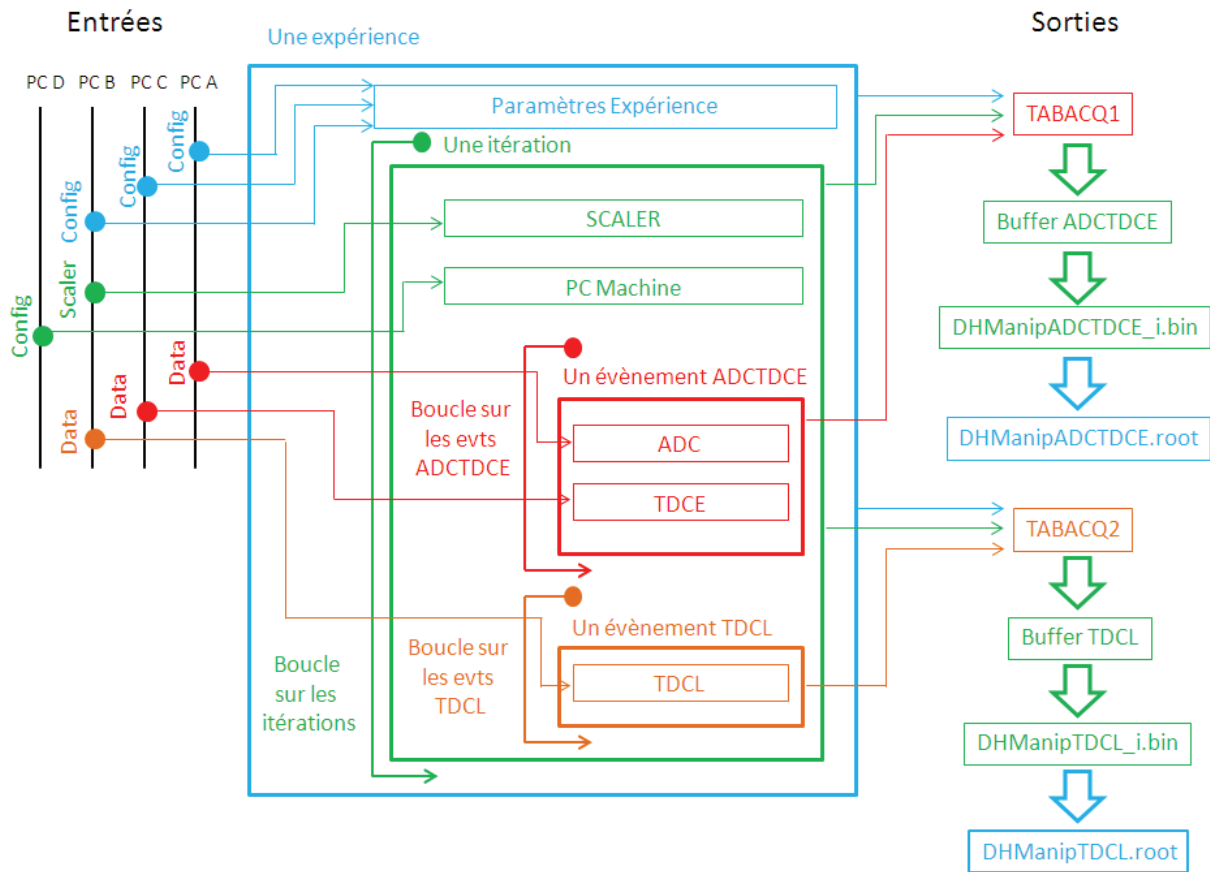 Entrées
Sorties
Une expérience
PC D
PC B
PC C
PC A
Config
Config
Config
Scaler
Config
Data
Data
Data
Paramètres Expérience
Une itération
SCALER
PC Machine
Un évènement ADCTDCE
Boucle sur
les evts
ADCTDCE
ADC
TDCE
Un évènement TDCL
Boucle sur
les evts
TDCL
TDCL
Boucle
sur les
itérations
TABACQ1
Buffer ADCTDCE
DHManipADCTDCE_i.bin
DHManipADCTDCE.root
TABACQ2
Buffer TDCL
DHManipTDCL_i.bin
DHManipTDCL.root